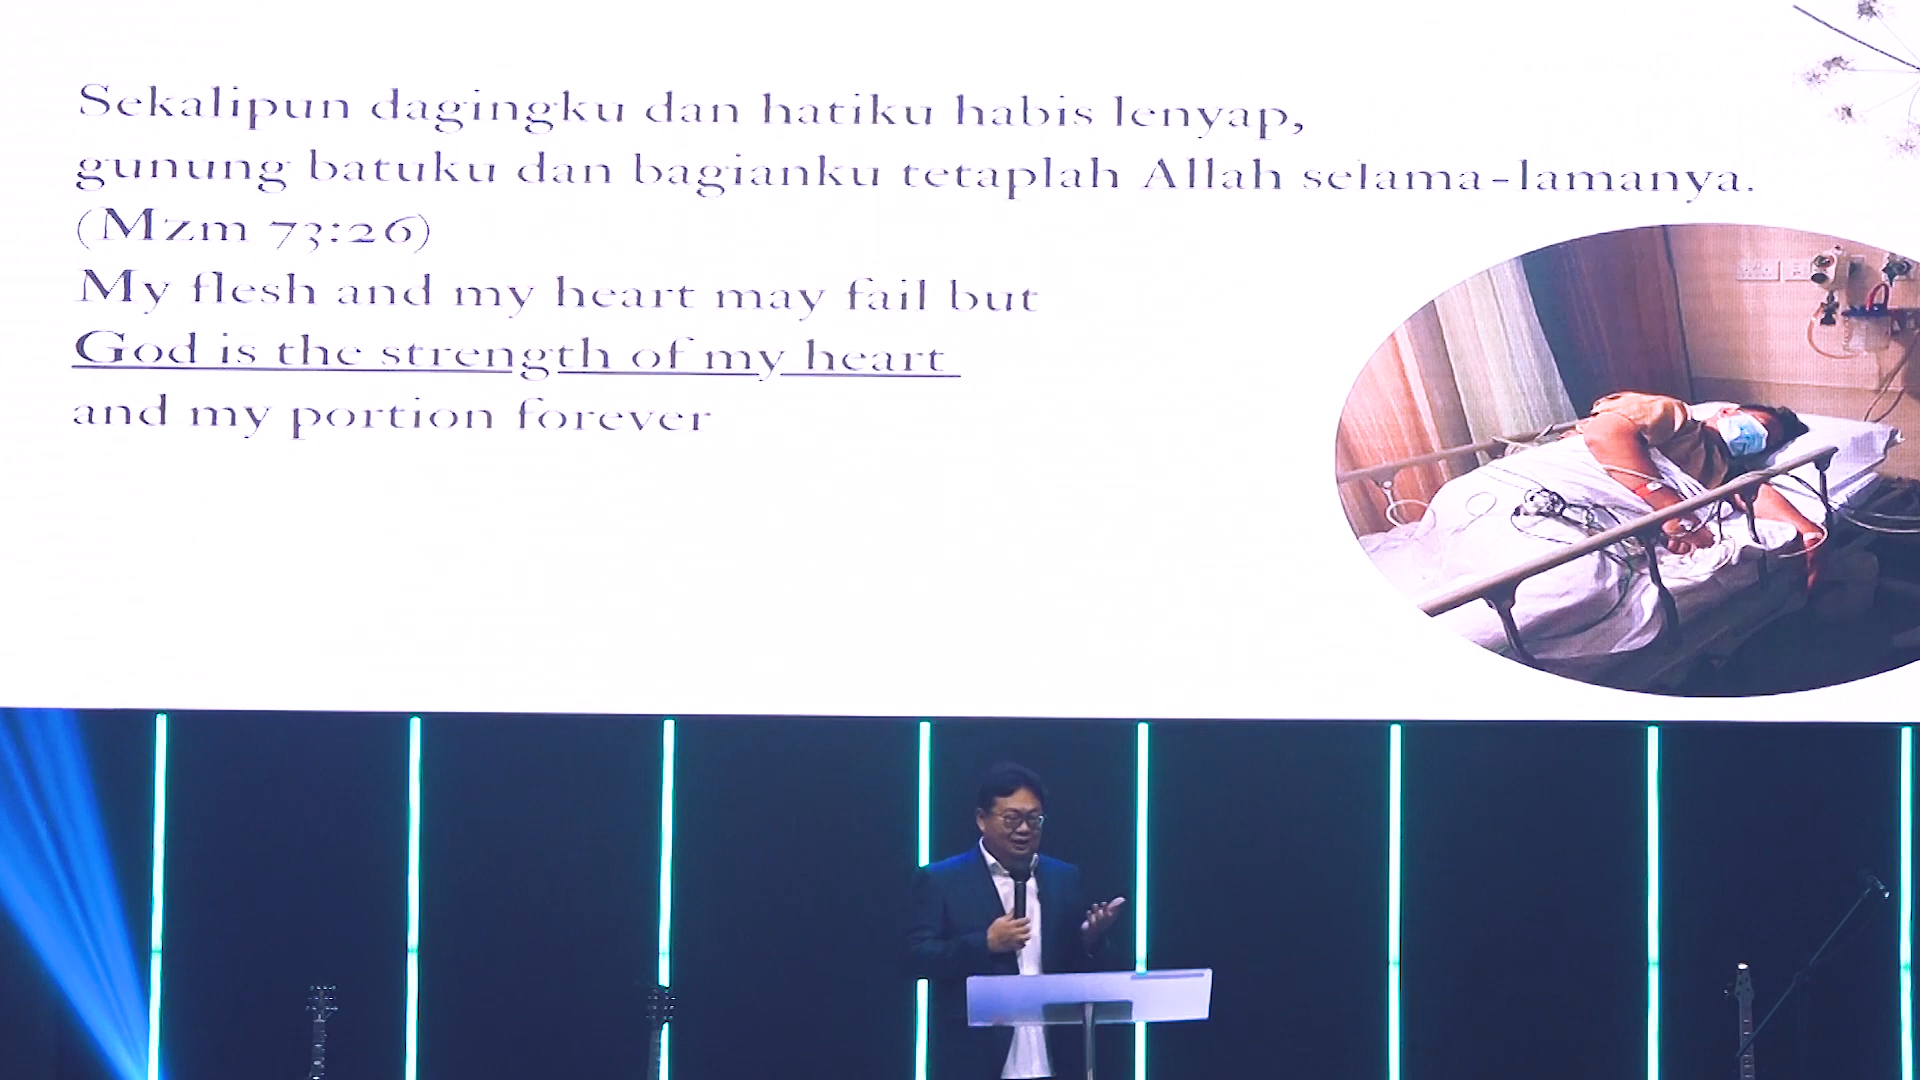 Sekalipun dagingku dan hatiku habis lenyap,
gunung batuku dan bagianku tetaplah Allah selama-lamanya.
(Mzm 73:26)
My flesh and my heart may fail but
God is the strength of my heart
and my portion forever